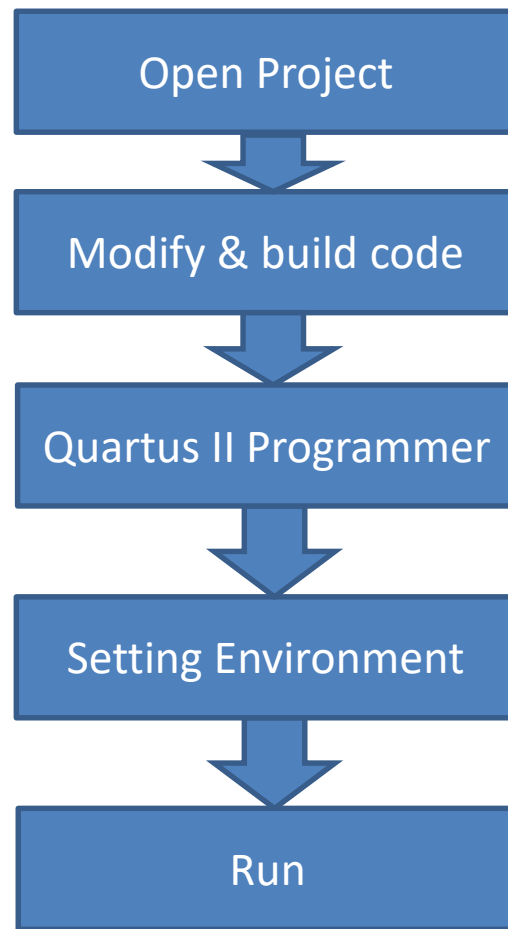 Open Project
Modify & build code
Quartus II Programmer
Setting Environment
Run